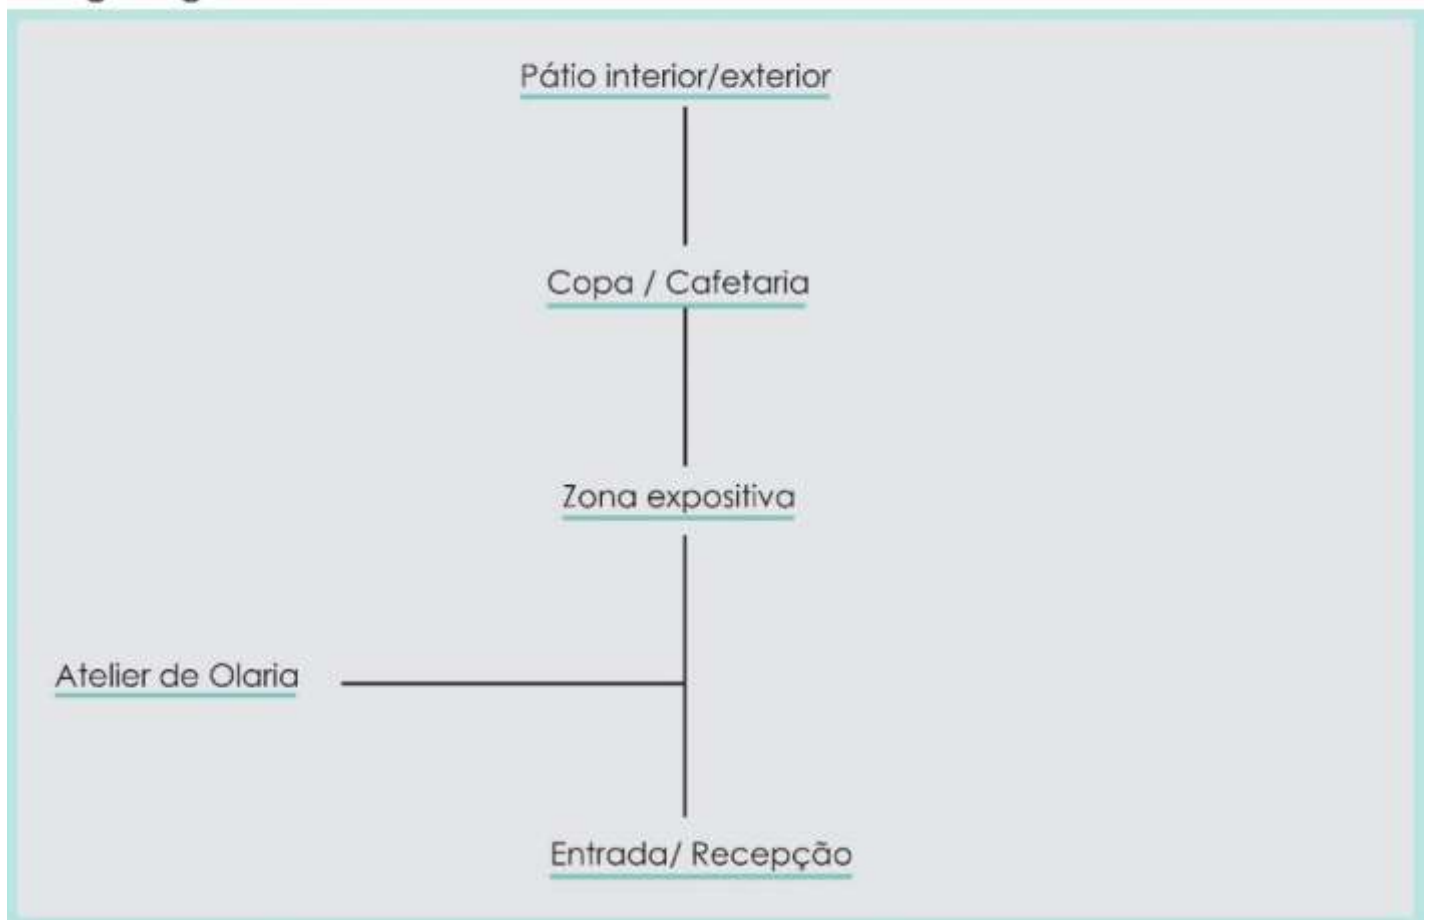 Pátio interior/exterior
Copa / Cafetaria
Zona expositiva
Atelier de Olaria
Entrada/ Recepção